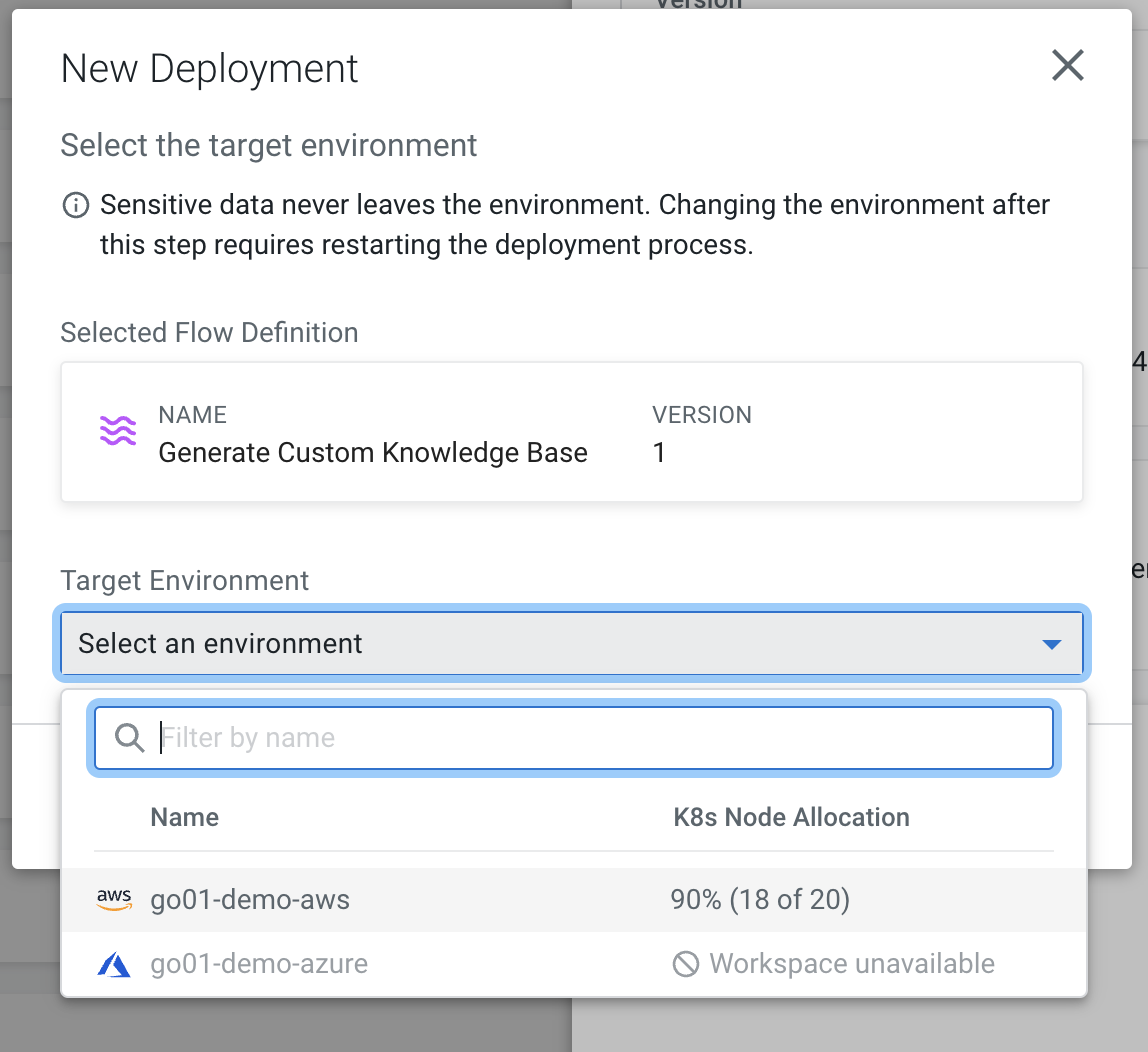 Version
New Deployment
Select the target environment
Sensitive data never leaves the environment. Changing the environment after
this step requires restarting the deployment process.
Selected Flow Definition
NAME VERSION
Generate Custom Knowledge Base 1
Target Environment
Select an environment
Filter by name
Name K8s Node Allocation
aws go01-demo-aws 90% (18 of 20)
go01-demo-azure Workspace unavailable